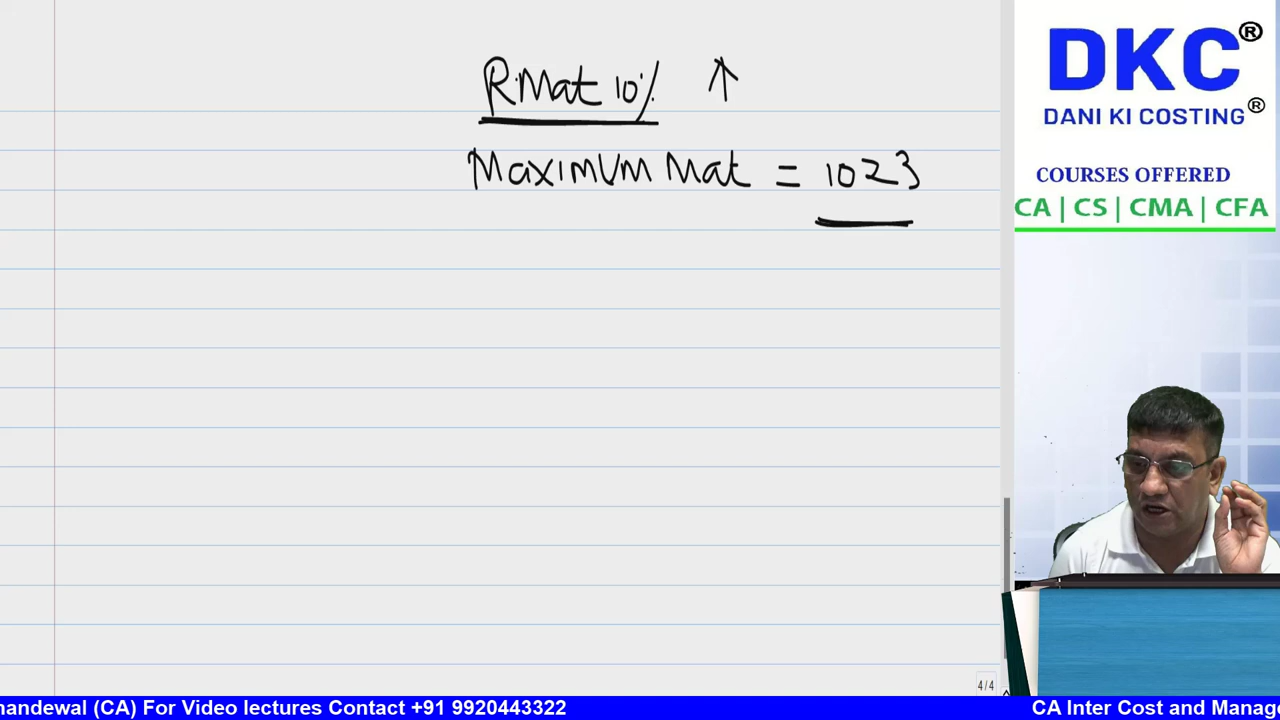 R.Mat 10% ↑
Maximum Mat = 1023
DKC®
DANI KI COSTING®
COURSES OFFERED
CA | CS | CMA | CFA
4/4
handewal (CA) For Video lectures Contact +91 9920443322
CA Inter Cost and Manage